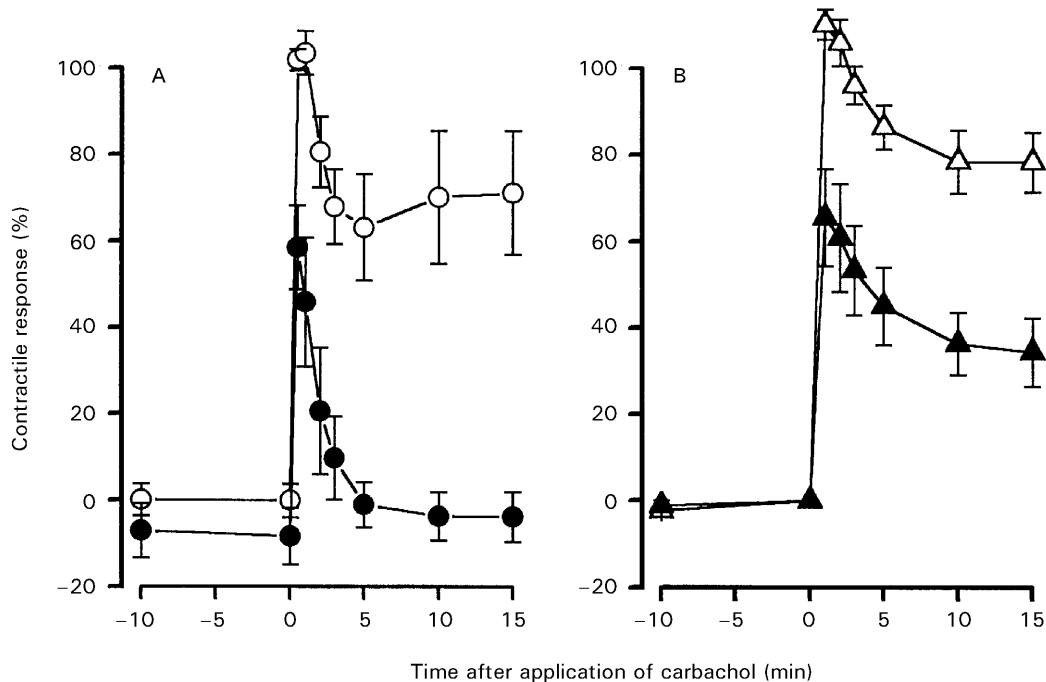 A
B
100
80
60
40
20
0
−20
100
80
60
40
20
0
−20
Contractile response (%)
−10 −5 0 5 10 15
−10 −5 0 5 10 15
Time after application of carbachol (min)